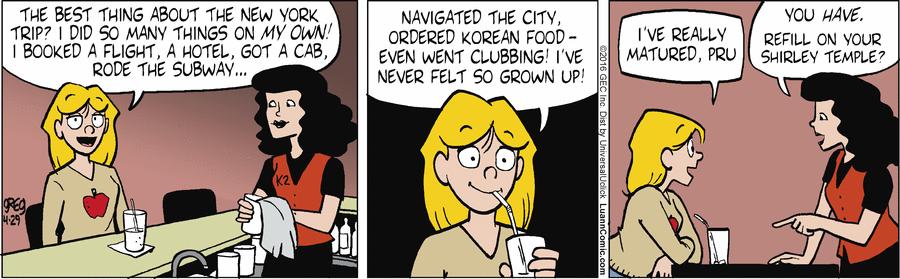 THE BEST THING ABOUT THE NEW YORK
TRIP? I DID SO MANY THINGS ON MY OWN!
I BOOKED A FLIGHT, A HOTEL, GOT A CAB,
RODE THE SUBWAY...
K2
GREG
4·29
NAVIGATED THE CITY,
ORDERED KOREAN FOOD –
EVEN WENT CLUBBING! I'VE
NEVER FELT SO GROWN UP!
©2016 GEC Inc. Dist by UniversalUclick LuannComic.com
I'VE REALLY
MATURED, PRU
YOU HAVE.
REFILL ON YOUR
SHIRLEY TEMPLE?